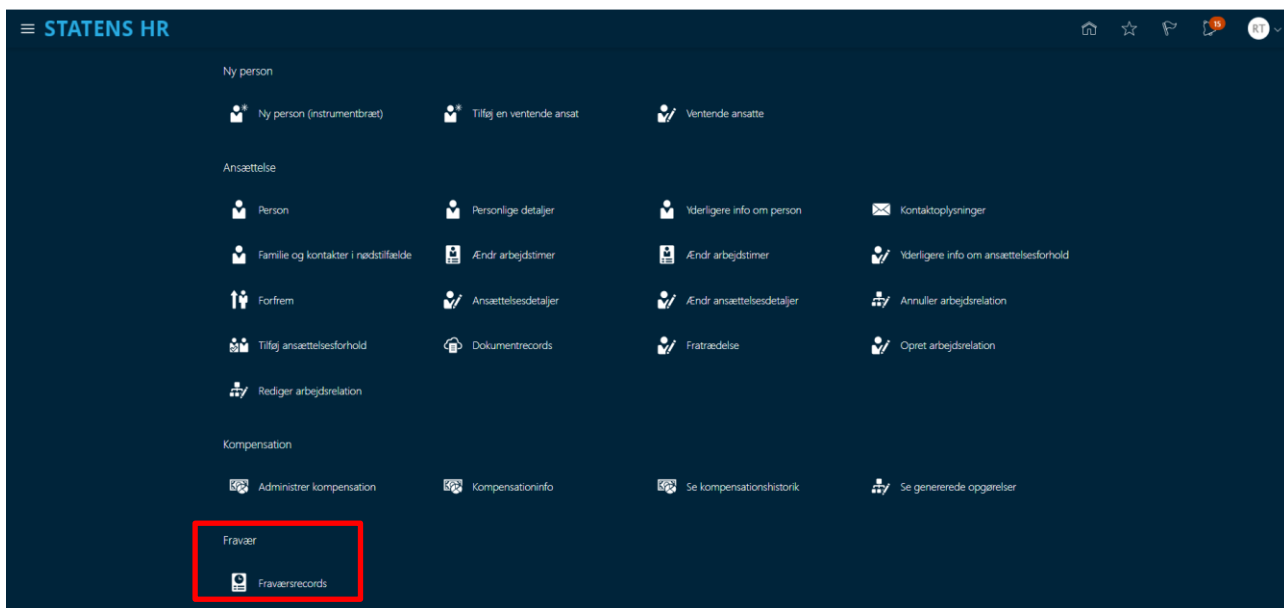 STATENS HR
15
RT
Ny person
Ny person (instrumentbræt) Tilføj en ventende ansat Ventende ansatte
Ansættelse
Person Personlige detaljer Yderligere info om person Kontaktoplysninger
Familie og kontakter i nødstilfælde Ændr arbejdstimer Ændr arbejdstimer Yderligere info om ansættelsesforhold
Forfrem Ansættelsesdetaljer Ændr ansættelsesdetaljer Annuller arbejdsrelation
Tilføj ansættelsesforhold Dokumentrecords Fratrædelse Opret arbejdsrelation
Rediger arbejdsrelation
Kompensation
Administrer kompensation Kompensationinfo Se kompensationshistorik Se genererede opgørelser
Fravær
Fraværsrecords